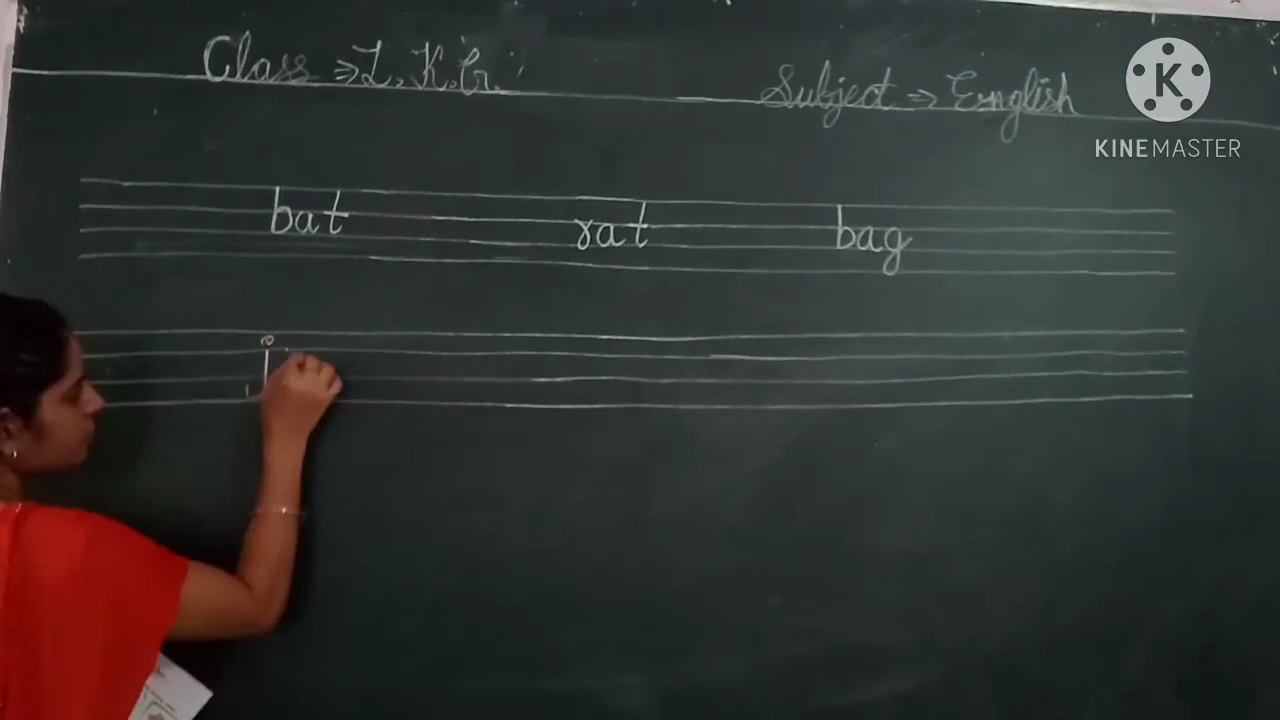 Class ⇒ L.K.G. Subject ⇒ English
K
KINEMASTER
bat rat bag